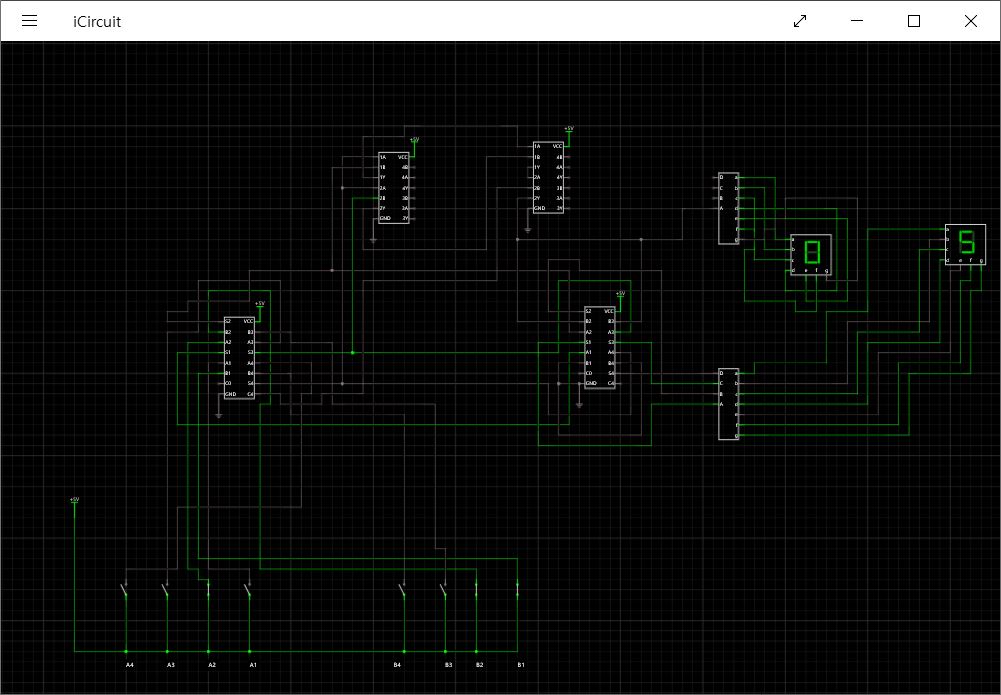 iCircuit
+5V
+5V
1A VCC
1B 4B
1Y 4A
2A 4Y
2B 3B
2Y 3A
GND 3Y
1A VCC
1B 4B
1Y 4A
2A 4Y
2B 3B
2Y 3A
GND 3Y
D a
C b
B c
A d
e
f
g
a
b
c
d e f g
a
b
c
d e f g
+5V
S2 VCC
B2 B3
A2 A3
S1 S3
A1 A4
B1 B4
C0 S4
GND C4
+5V
S2 VCC
B2 B3
A2 A3
S1 S3
A1 A4
B1 B4
C0 S4
GND C4
D a
C b
B c
A d
e
f
g
+5V
A4 A3 A2 A1 B4 B3 B2 B1